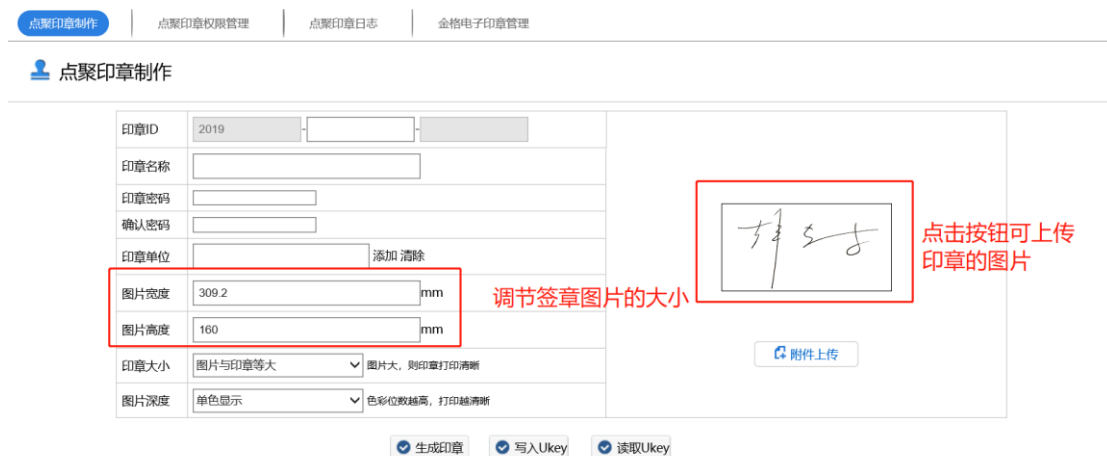 点聚印章制作 点聚印章权限管理 点聚印章日志 金格电子印章管理
点聚印章制作
印章ID 2019 - -
印章名称
印章密码
确认密码
印章单位 添加 清除
图片宽度 309.2 mm
图片高度 160 mm
调节签章图片的大小
点击按钮可上传
印章的图片
印章大小 图片与印章等大 图片大，则印章打印清晰
附件上传
图片深度 单色显示 色彩位数越高，打印越清晰
生成印章 写入Ukey 读取Ukey